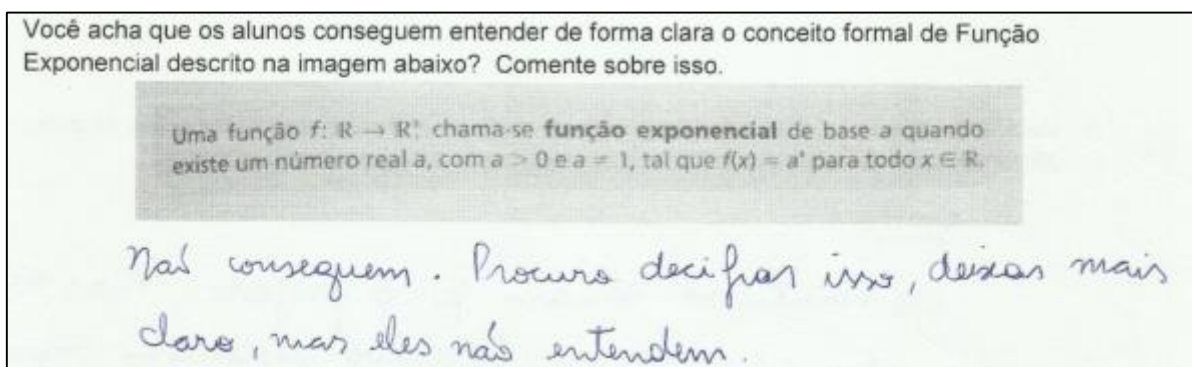 Você acha que os alunos conseguem entender de forma clara o conceito formal de Função
Exponencial descrito na imagem abaixo? Comente sobre isso.
Uma função f: ℝ → ℝ*₊ chama-se função exponencial de base a quando
existe um número real a, com a > 0 e a ≠ 1, tal que f(x) = aˣ para todo x ∈ ℝ.
Não conseguem. Procuro decifrar isso, deixar mais
claro, mas eles não entendem.